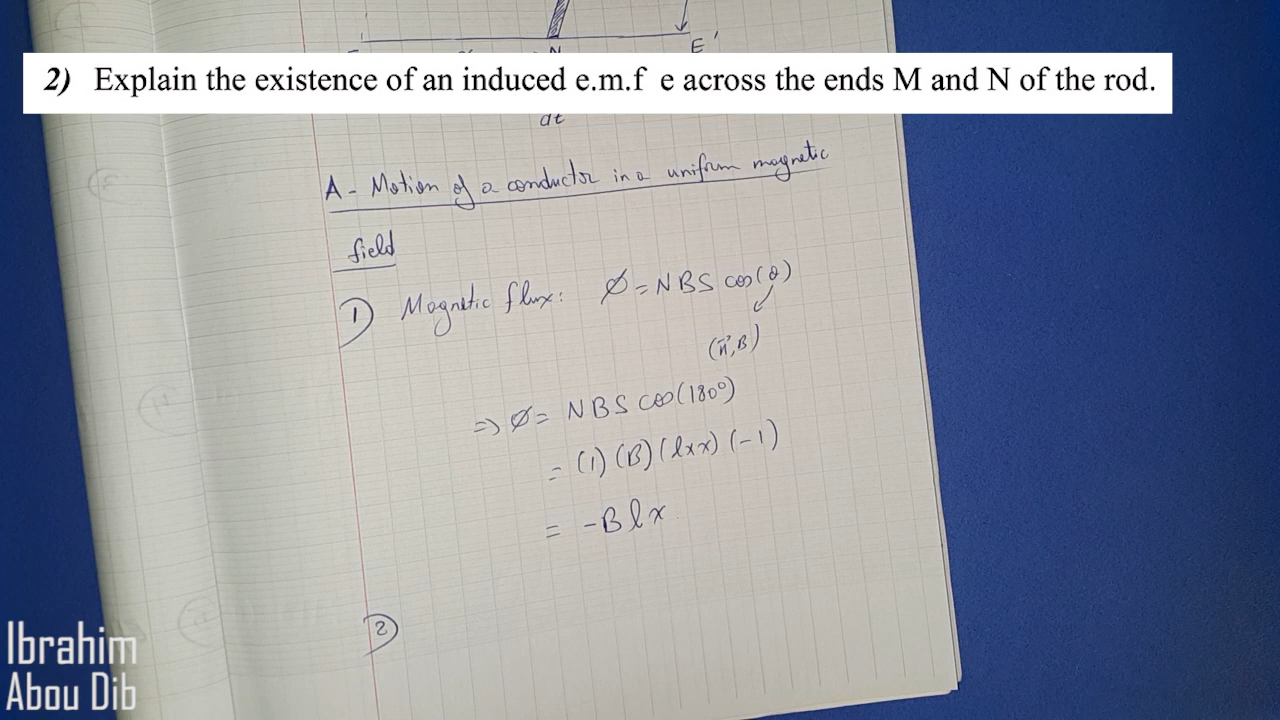 N
E'
2) Explain the existence of an induced e.m.f e across the ends M and N of the rod.
dt
A - Motion of a conductor in a uniform magnetic
field
1) Magnetic flux: Ø = NBS cos(θ)
(n⃗, B)
⇒ Ø = NBS cos(180°)
= (1) (B) (l×x) (-1)
= -Blx
2)
Ibrahim
Abou Dib